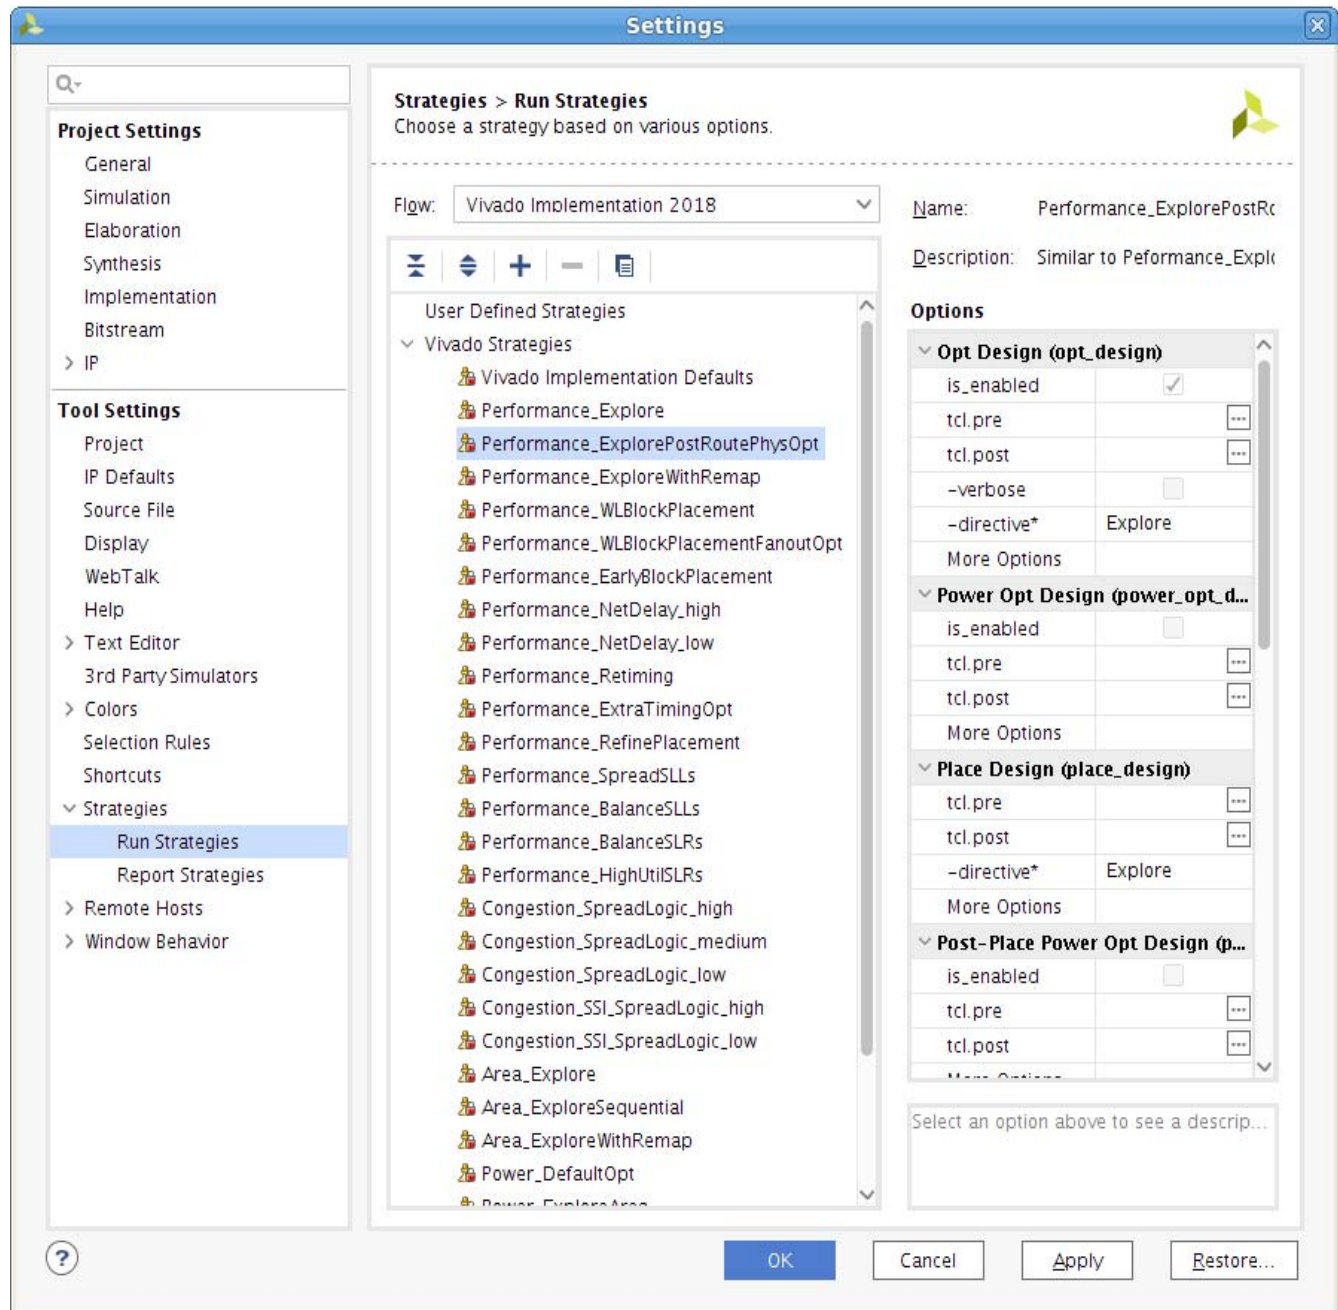 Settings
Project Settings
General
Simulation
Elaboration
Synthesis
Implementation
Bitstream
> IP
Tool Settings
Project
IP Defaults
Source File
Display
WebTalk
Help
> Text Editor
3rd Party Simulators
> Colors
Selection Rules
Shortcuts
Strategies
Run Strategies
Report Strategies
> Remote Hosts
> Window Behavior
Strategies > Run Strategies
Choose a strategy based on various options.
Flow: Vivado Implementation 2018
User Defined Strategies
Vivado Strategies
Vivado Implementation Defaults
Performance_Explore
Performance_ExplorePostRoutePhysOpt
Performance_ExploreWithRemap
Performance_WLBlockPlacement
Performance_WLBlockPlacementFanoutOpt
Performance_EarlyBlockPlacement
Performance_NetDelay_high
Performance_NetDelay_low
Performance_Retiming
Performance_ExtraTimingOpt
Performance_RefinePlacement
Performance_SpreadSLLs
Performance_BalanceSLLs
Performance_BalanceSLRs
Performance_HighUtilSLRs
Congestion_SpreadLogic_high
Congestion_SpreadLogic_medium
Congestion_SpreadLogic_low
Congestion_SSI_SpreadLogic_high
Congestion_SSI_SpreadLogic_low
Area_Explore
Area_ExploreSequential
Area_ExploreWithRemap
Power_DefaultOpt
Power_ExploreArea
Name: Performance_ExplorePostRo
Description: Similar to Peformance_Explo
Options
Opt Design (opt_design)
is_enabled
tcl.pre ...
tcl.post ...
-verbose
-directive* Explore
More Options
Power Opt Design (power_opt_d...
is_enabled
tcl.pre ...
tcl.post ...
More Options
Place Design (place_design)
tcl.pre ...
tcl.post ...
-directive* Explore
More Options
Post-Place Power Opt Design (p...
is_enabled
tcl.pre ...
tcl.post ...
More Options
Select an option above to see a descrip...
? OK Cancel Apply Restore...